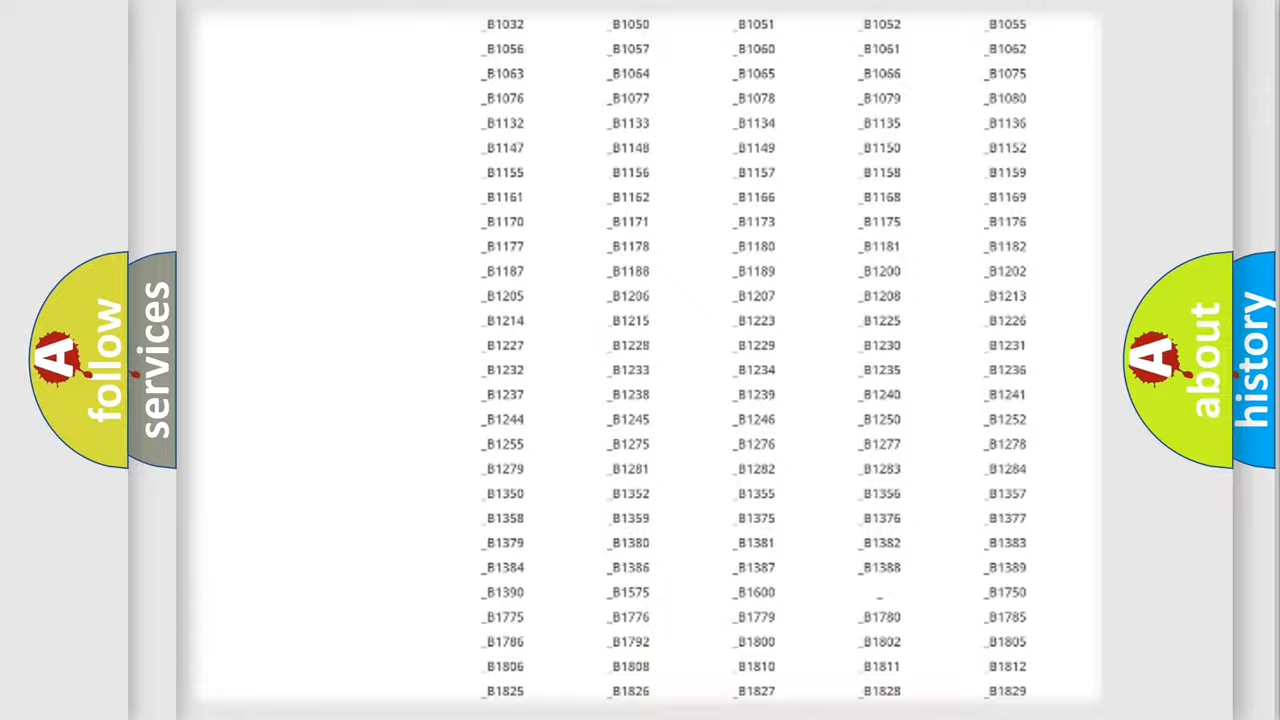 _B1032 _B1050 _B1051 _B1052 _B1055
_B1056 _B1057 _B1060 _B1061 _B1062
_B1063 _B1064 _B1065 _B1066 _B1075
_B1076 _B1077 _B1078 _B1079 _B1080
_B1132 _B1133 _B1134 _B1135 _B1136
_B1147 _B1148 _B1149 _B1150 _B1152
_B1155 _B1156 _B1157 _B1158 _B1159
_B1161 _B1162 _B1166 _B1168 _B1169
_B1170 _B1171 _B1173 _B1175 _B1176
_B1177 _B1178 _B1180 _B1181 _B1182
_B1187 _B1188 _B1189 _B1200 _B1202
_B1205 _B1206 _B1207 _B1208 _B1213
_B1214 _B1215 _B1223 _B1225 _B1226
_B1227 _B1228 _B1229 _B1230 _B1231
_B1232 _B1233 _B1234 _B1235 _B1236
_B1237 _B1238 _B1239 _B1240 _B1241
_B1244 _B1245 _B1246 _B1250 _B1252
_B1255 _B1275 _B1276 _B1277 _B1278
_B1279 _B1281 _B1282 _B1283 _B1284
_B1350 _B1352 _B1355 _B1356 _B1357
_B1358 _B1359 _B1375 _B1376 _B1377
_B1379 _B1380 _B1381 _B1382 _B1383
_B1384 _B1386 _B1387 _B1388 _B1389
_B1390 _B1575 _B1600 _ _B1750
_B1775 _B1776 _B1779 _B1780 _B1785
_B1786 _B1792 _B1800 _B1802 _B1805
_B1806 _B1808 _B1810 _B1811 _B1812
_B1825 _B1826 _B1827 _B1828 _B1829
A
follow
services
A
about
history